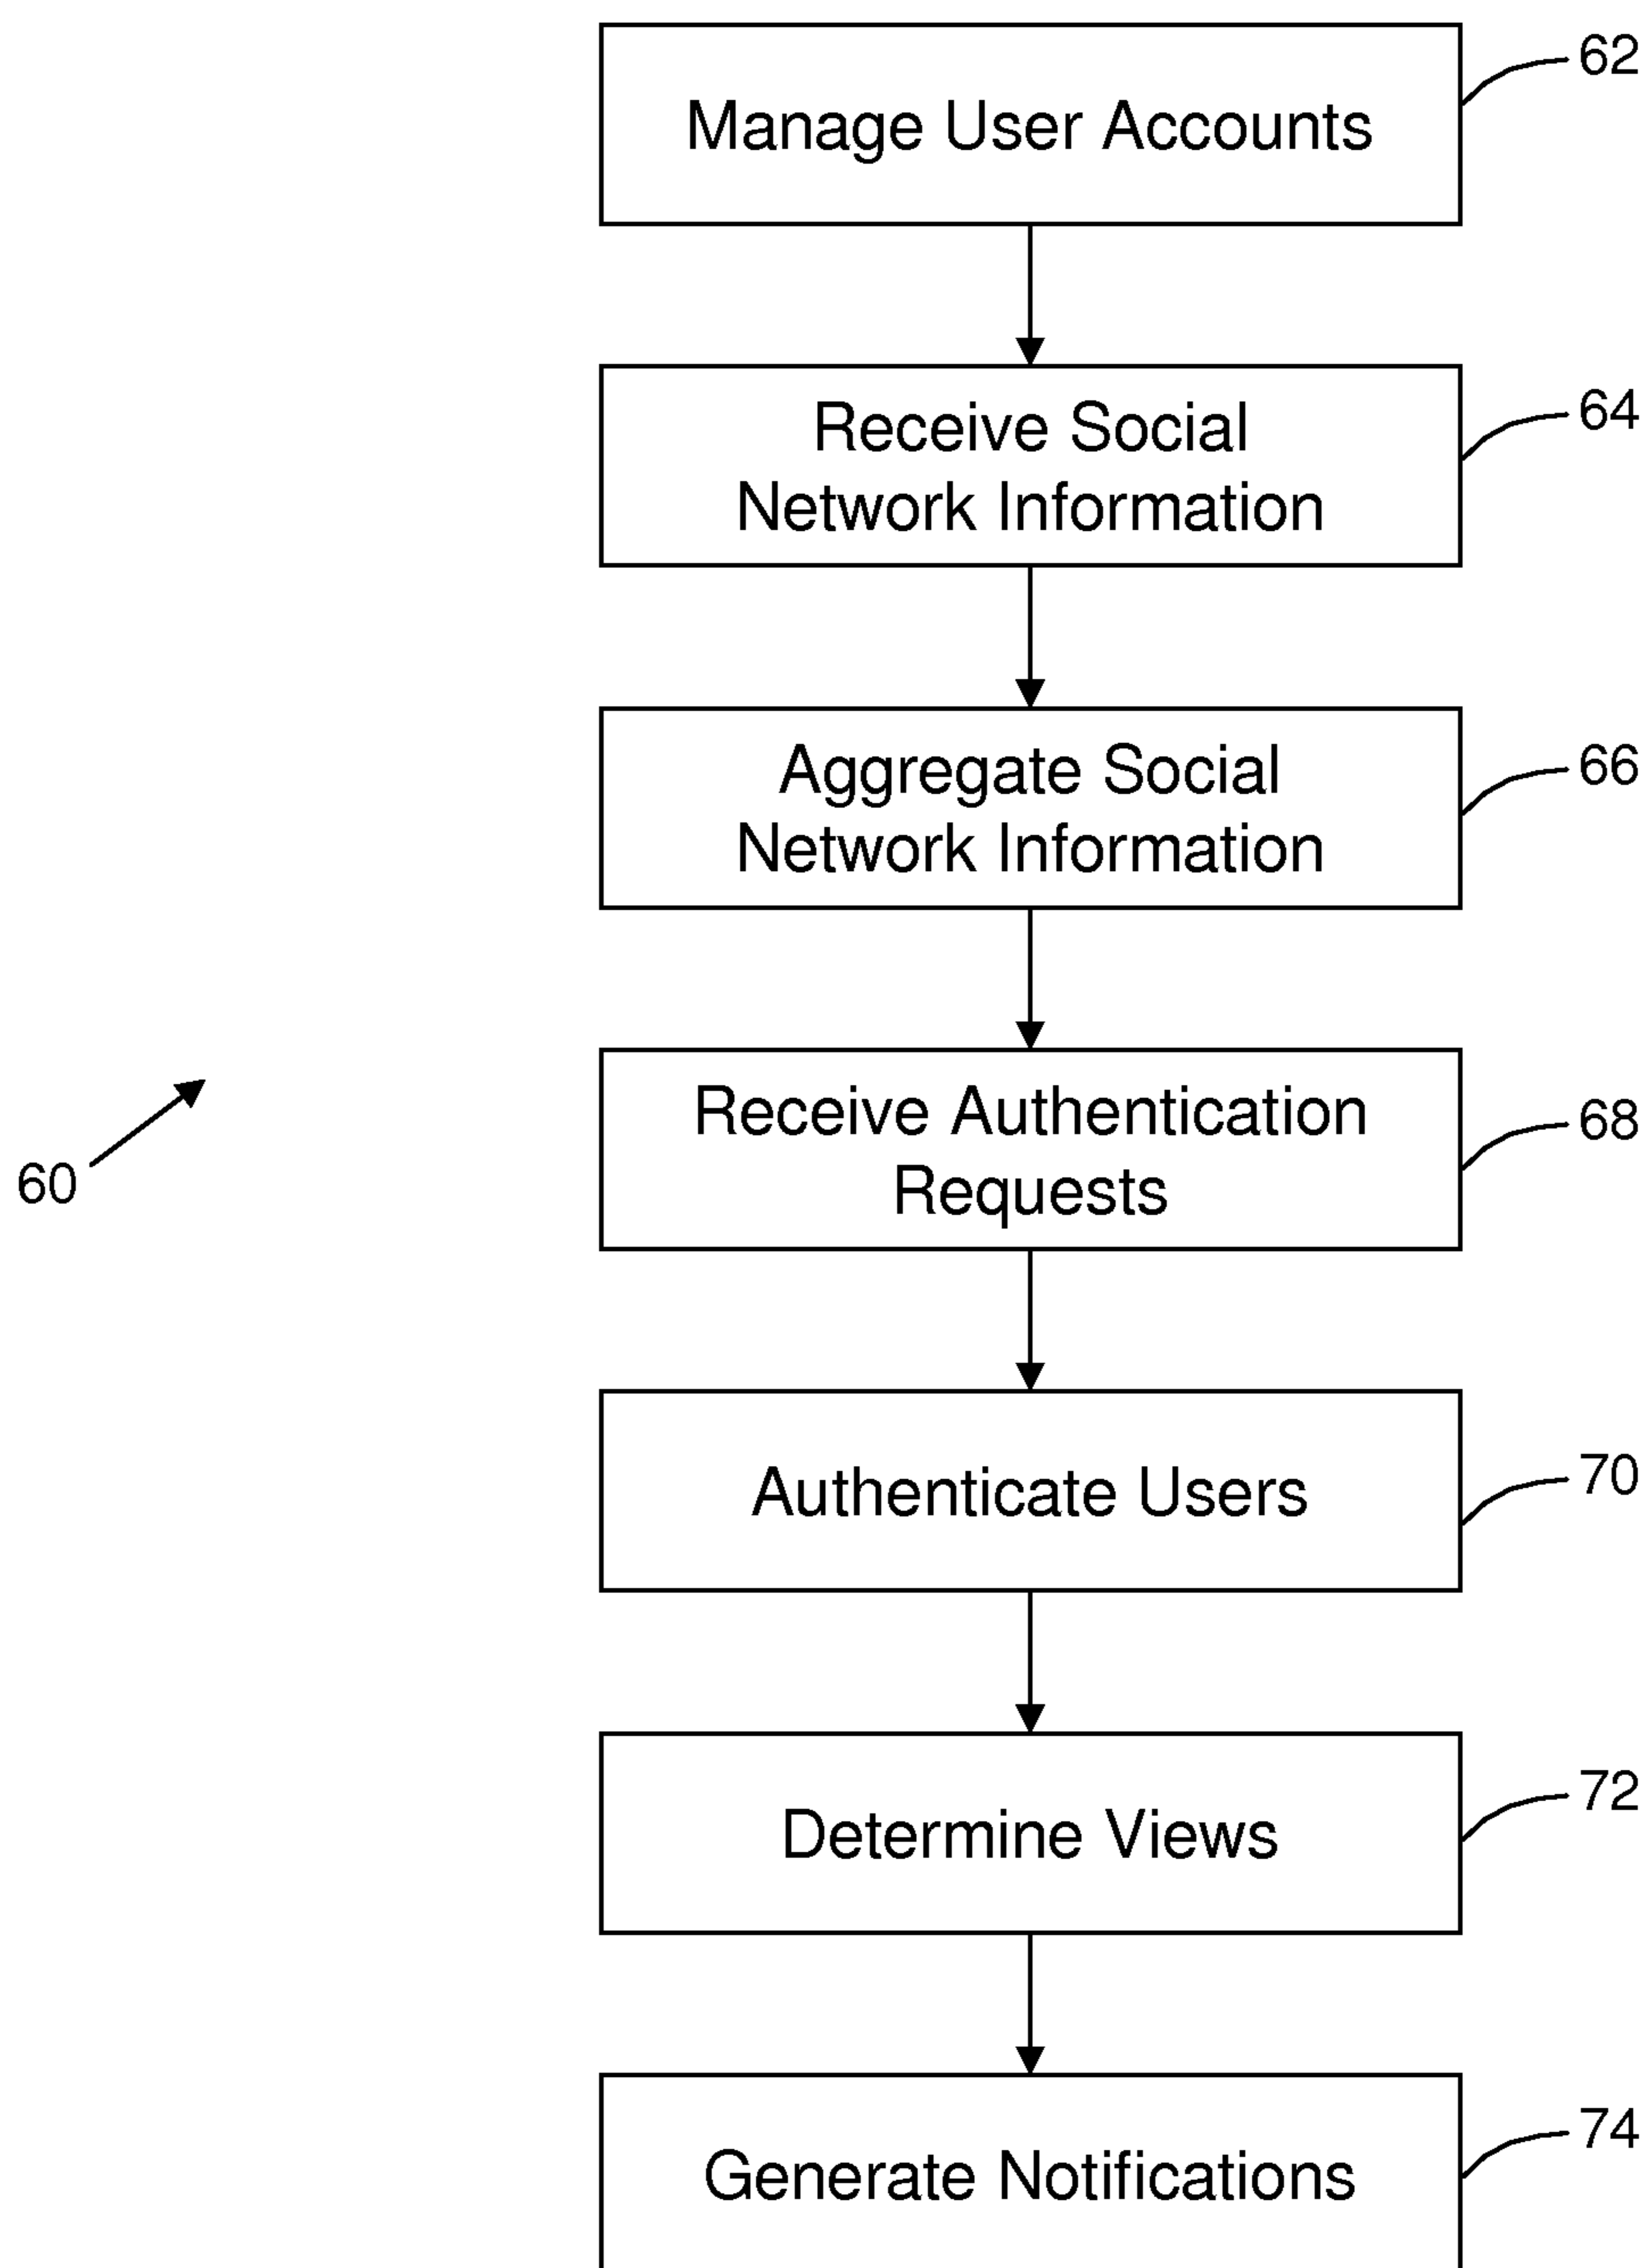 Manage User Accounts
62
Receive Social
Network Information
64
Aggregate Social
Network Information
66
Receive Authentication
Requests
68
60
Authenticate Users
70
Determine Views
72
Generate Notifications
74